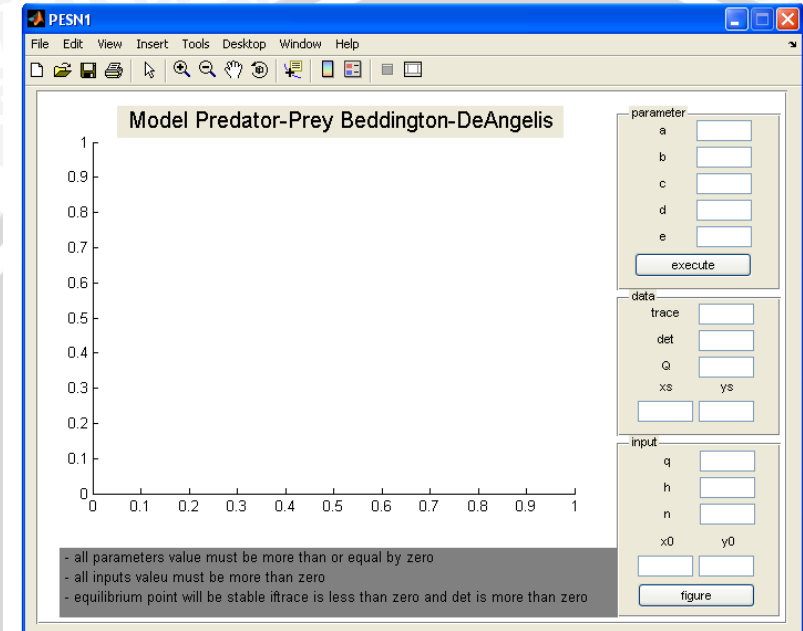 PESN1
File Edit View Insert Tools Desktop Window Help
Model Predator-Prey Beddington-DeAngelis
1
0.9
0.8
0.7
0.6
0.5
0.4
0.3
0.2
0.1
0
0 0.1 0.2 0.3 0.4 0.5 0.6 0.7 0.8 0.9 1
- all parameters value must be more than or equal by zero
- all inputs valeu must be more than zero
- equilibrium point will be stable iftrace is less than zero and det is more than zero
parameter
a
b
c
d
e
execute
data
trace
det
Q
xs ys
input
q
h
n
x0 y0
figure